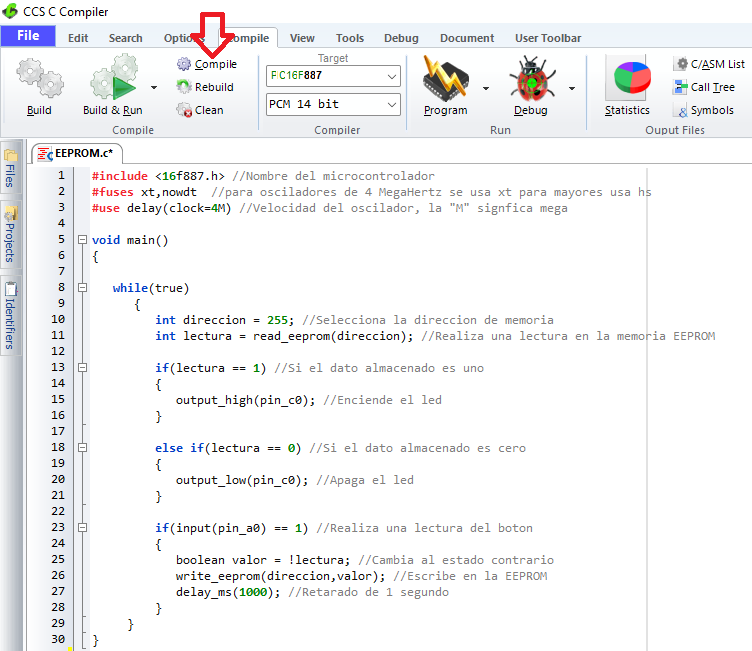 CCS C Compiler
File Edit Search Options Compile View Tools Debug Document User Toolbar
Build
Build & Run
Compile
Rebuild
Clean
Compile
Target
PIC16F887
PCM 14 bit
Compiler
Program
Debug
Run
Statistics
C/ASM List
Call Tree
Symbols
Ouput Files
Files
Projects
Identifiers
EEPROM.c*
1 #include <16f887.h> //Nombre del microcontrolador
2 #fuses xt,nowdt //para osciladores de 4 MegaHertz se usa xt para mayores usa hs
3 #use delay(clock=4M) //Velocidad del oscilador, la "M" signfica mega
4
5 void main()
6 {
7
8 while(true)
9 {
10 int direccion = 255; //Selecciona la direccion de memoria
11 int lectura = read_eeprom(direccion); //Realiza una lectura en la memoria EEPROM
12
13 if(lectura == 1) //Si el dato almacenado es uno
14 {
15 output_high(pin_c0); //Enciende el led
16 }
17
18 else if(lectura == 0) //Si el dato almacenado es cero
19 {
20 output_low(pin_c0); //Apaga el led
21 }
22
23 if(input(pin_a0) == 1) //Realiza una lectura del boton
24 {
25 boolean valor = !lectura; //Cambia al estado contrario
26 write_eeprom(direccion,valor); //Escribe en la EEPROM
27 delay_ms(1000); //Retarado de 1 segundo
28 }
29 }
30 }